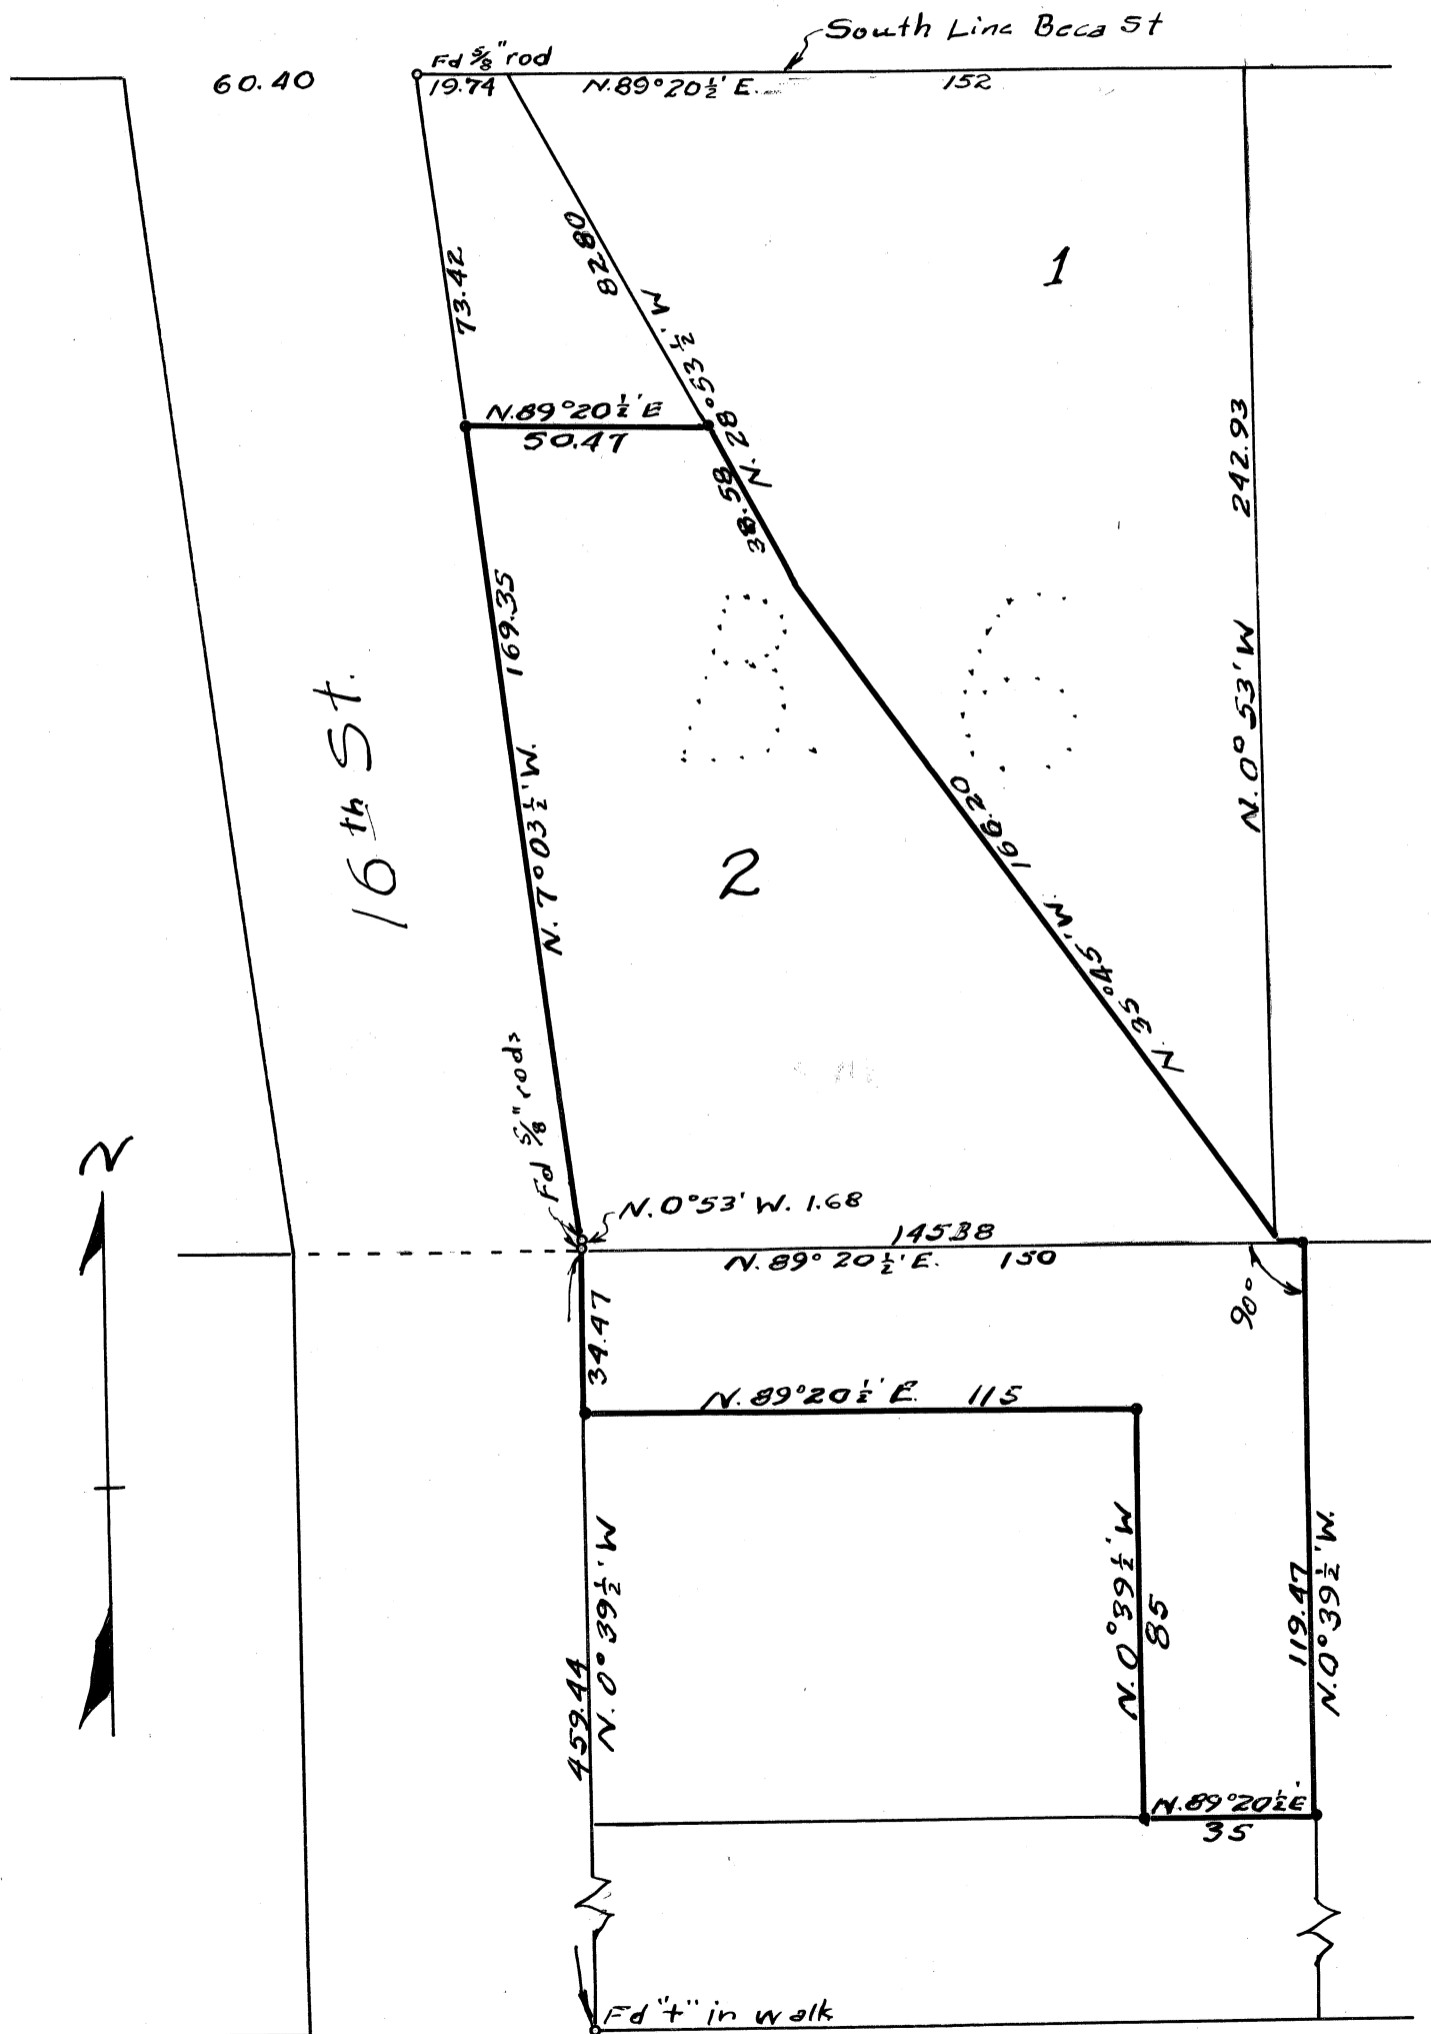 South Line Beca St
Fd 5/8" rod
60.40
19.74
N.89°20½' E.
152
82.80
1
73.42
N. 28°53½' W
N.89°20½'E
50.47
38.58
242.93
N.0°53'W
169.35
B 6
16th St.
N. 7°03½'W.
2
166.20
N.35°45'W.
Fd 5/8" rods
N
N.0°53' W. 1.68
N.89°20½'E.
150
90°
34.47
N.89°20½'E.
115
N.0°39½'W
459.44
N.0°39½'W
85
119.47
N.0°39½'W.
N.89°20½'E.
35
Fd "+" in walk